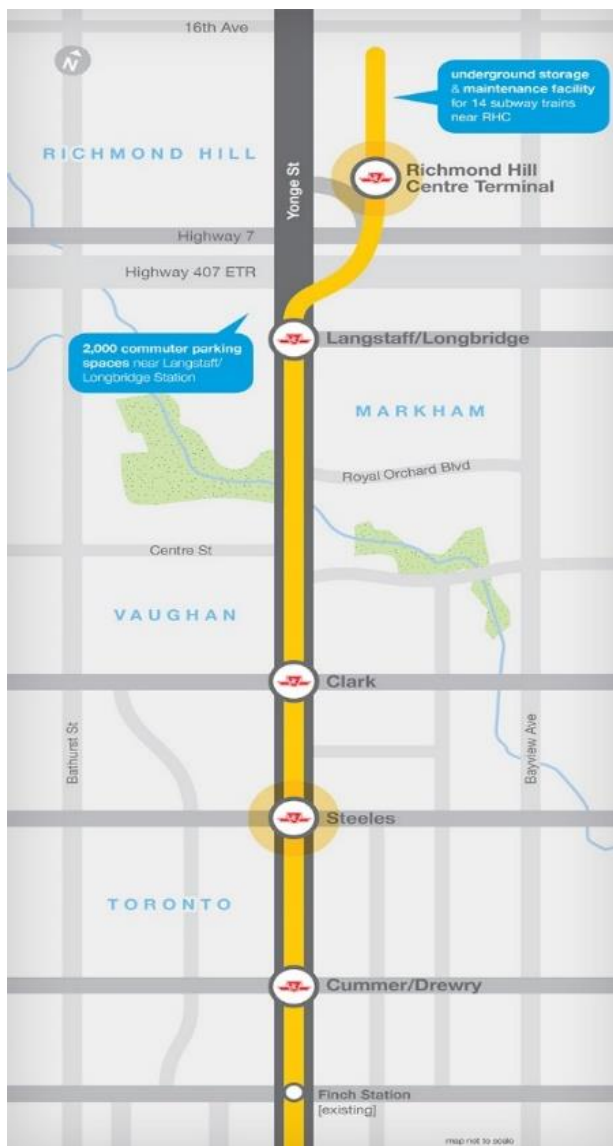 16th Ave
N
underground storage
& maintenance facility
for 14 subway trains
near RHC
RICHMOND HILL
Yonge St
Richmond Hill
Centre Terminal
Highway 7
Highway 407 ETR
2,000 commuter parking
spaces near Langstaff/
Longbridge Station
Langstaff/Longbridge
MARKHAM
Royal Orchard Blvd
Centre St
VAUGHAN
Clark
Bathurst St
Bayview Ave
Steeles
TORONTO
Cummer/Drewry
Finch Station
[existing]
map not to scale